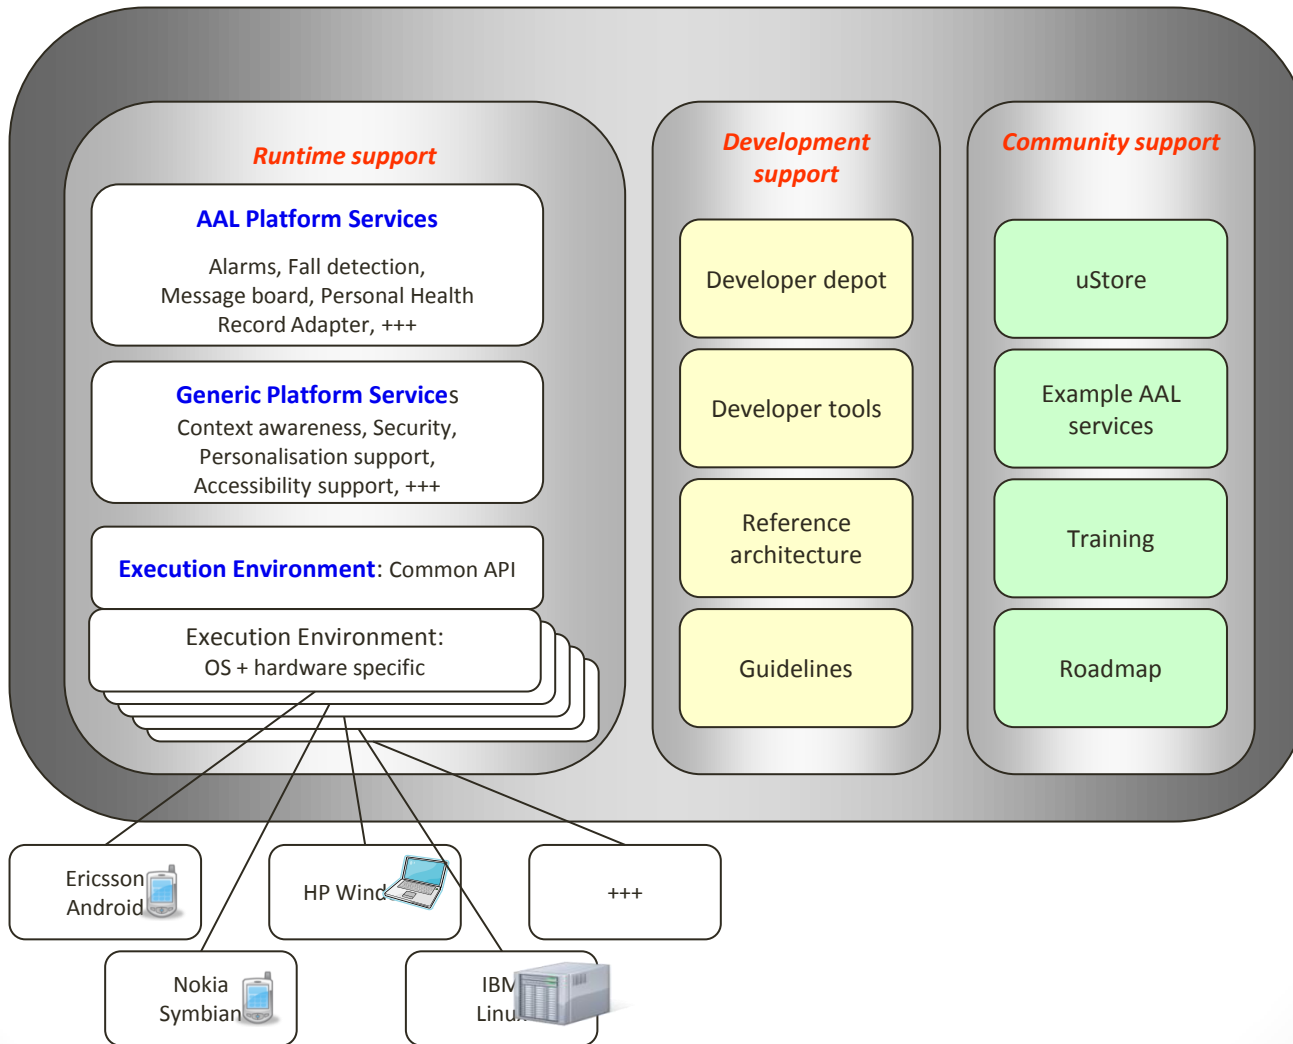 Runtime support
AAL Platform Services
Alarms, Fall detection,
Message board, Personal Health
Record Adapter, +++
Generic Platform Services
Context awareness, Security,
Personalisation support,
Accessibility support, +++
Execution Environment: Common API
Execution Environment:
OS + hardware specific
Development
support
Developer depot
Developer tools
Reference
architecture
Guidelines
Community support
uStore
Example AAL
services
Training
Roadmap
Ericsson
Android
HP Wind
+++
Nokia
Symbian
IBM
Linux